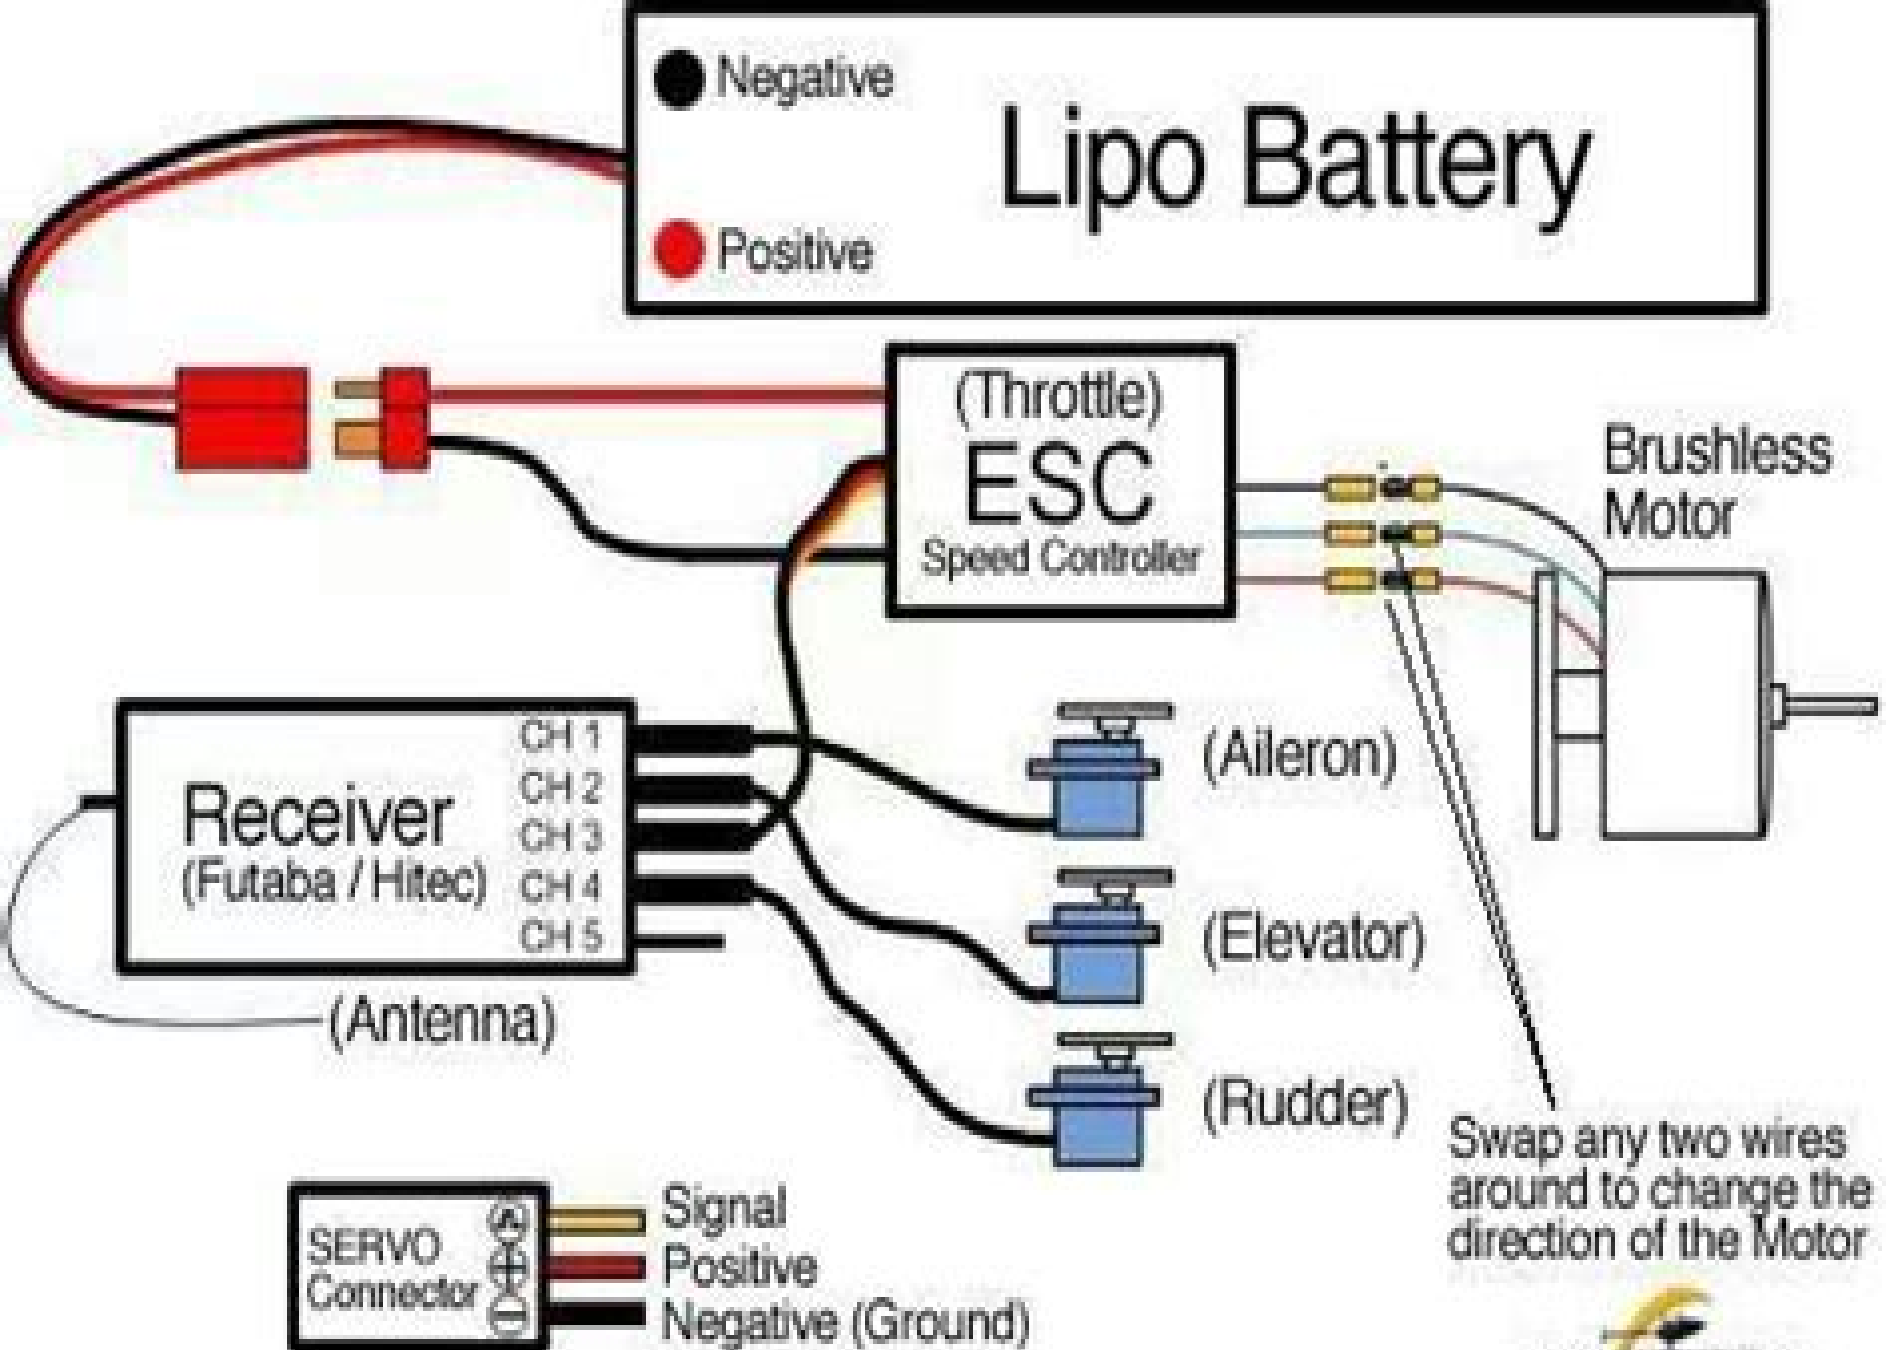 Negative
Lipo Battery
Positive
(Throttle)
ESC
Speed Controller
Brushless
Motor
CH 1
CH 2
CH 3
CH 4
CH 5
Receiver
(Futaba / Hitec)
(Antenna)
(Aileron)
(Elevator)
(Rudder)
Swap any two wires
around to change the
direction of the Motor
SERVO
Connector
Signal
Positive
Negative (Ground)